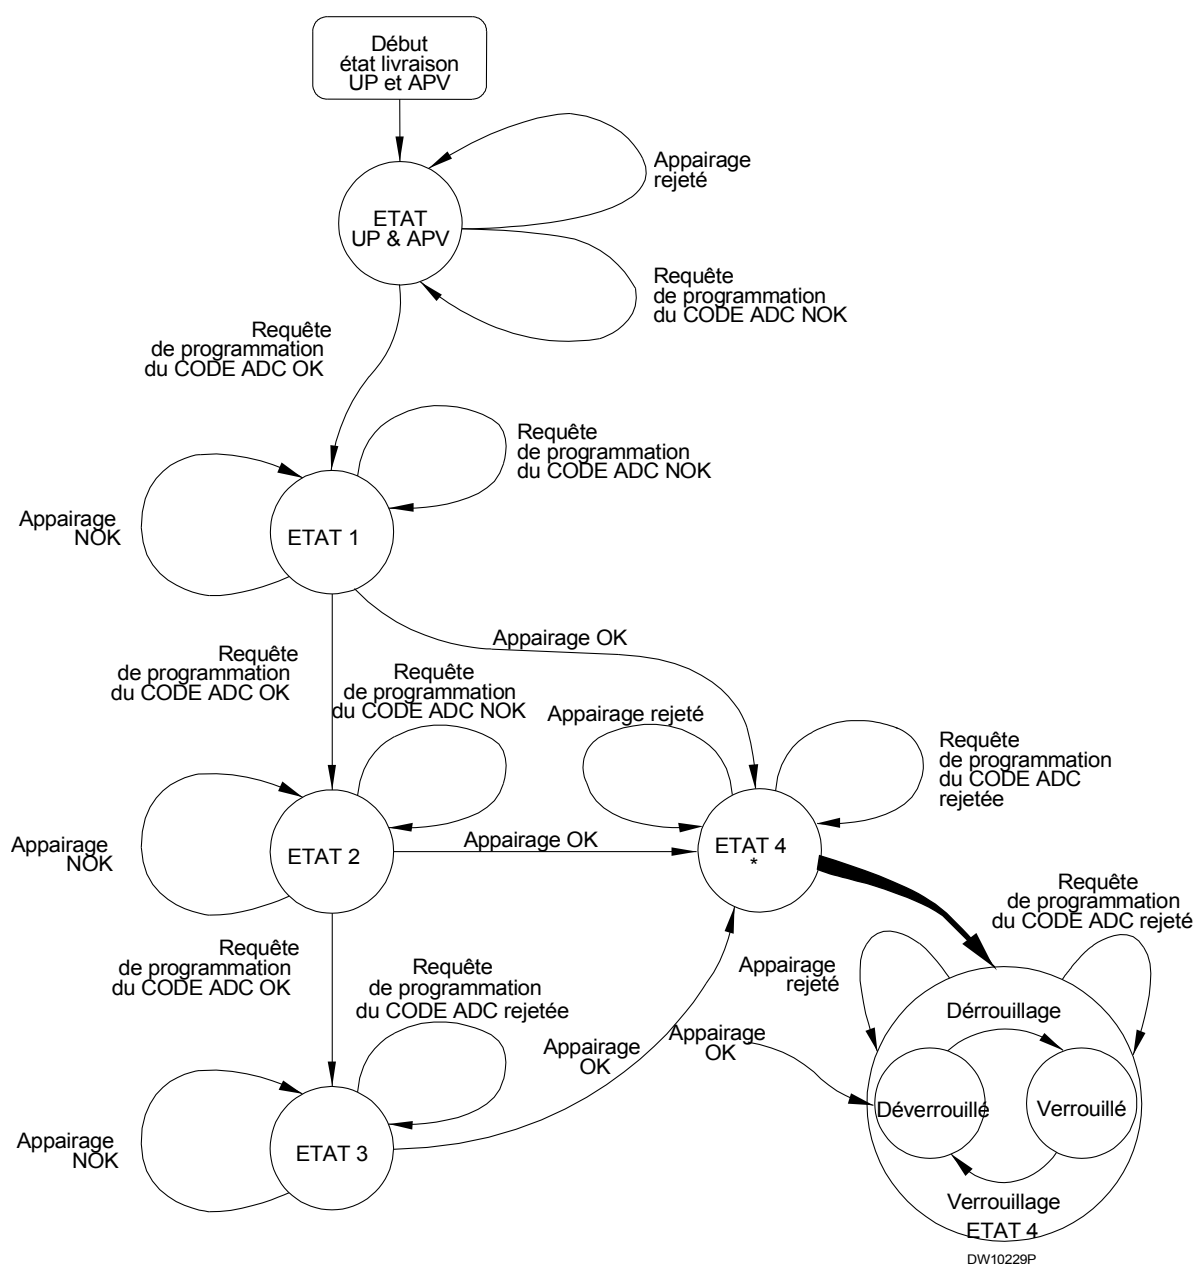 Début
état livraison
UP et APV
Appairage
rejeté
ETAT
UP & APV
Requête
de programmation
du CODE ADC NOK
Requête
de programmation
du CODE ADC OK
Requête
de programmation
du CODE ADC NOK
Appairage
NOK
ETAT 1
Appairage OK
Requête
de programmation
du CODE ADC OK
Requête
de programmation
du CODE ADC NOK
Appairage rejeté
Requête
de programmation
du CODE ADC
rejetée
Appairage
NOK
ETAT 2
Appairage OK
ETAT 4
*
Requête
de programmation
du CODE ADC rejeté
Requête
de programmation
du CODE ADC OK
Requête
de programmation
du CODE ADC rejetée
Appairage
rejeté
Appairage
OK
Appairage
OK
Dérrouillage
Déverrouillé
Verrouillé
Appairage
NOK
ETAT 3
Verrouillage
ETAT 4
DW10229P